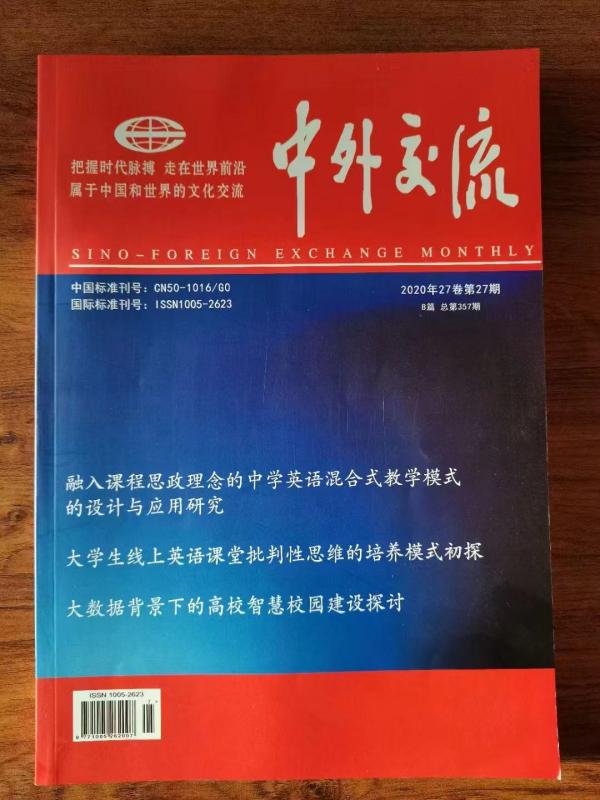 中外交流
把握时代脉搏 走在世界前沿
属于中国和世界的文化交流
SINO-FOREIGN EXCHANGE MONTHLY
中国标准刊号：CN50-1016/G0
国际标准刊号：ISSN1005-2623
2020年27卷第27期
B篇 总第357期
融入课程思政理念的中学英语混合式教学模式
的设计与应用研究
大学生线上英语课堂批判性思维的培养模式初探
大数据背景下的高校智慧校园建设探讨
ISSN 1005-2623
9 771005 262007